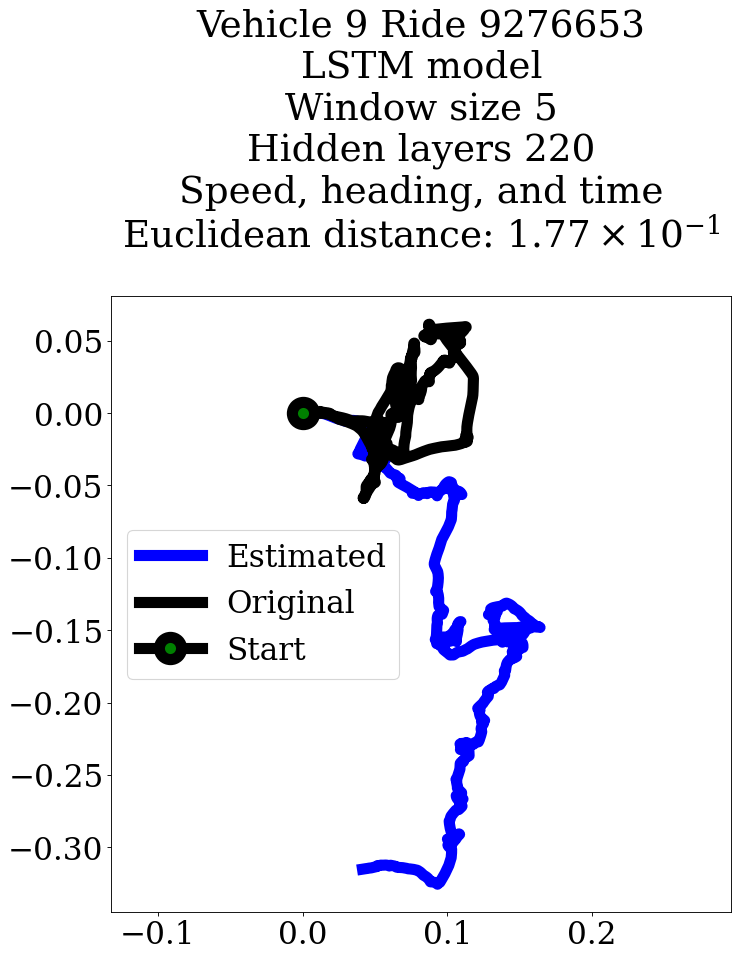 Vehicle 9 Ride 9276653
LSTM model
Window size 5
Hidden layers 220
Speed, heading, and time
Euclidean distance: 1.77 × 10⁻¹
0.05
0.00
−0.05
−0.10
−0.15
−0.20
−0.25
−0.30
Estimated
Original
Start
−0.1
0.0
0.1
0.2